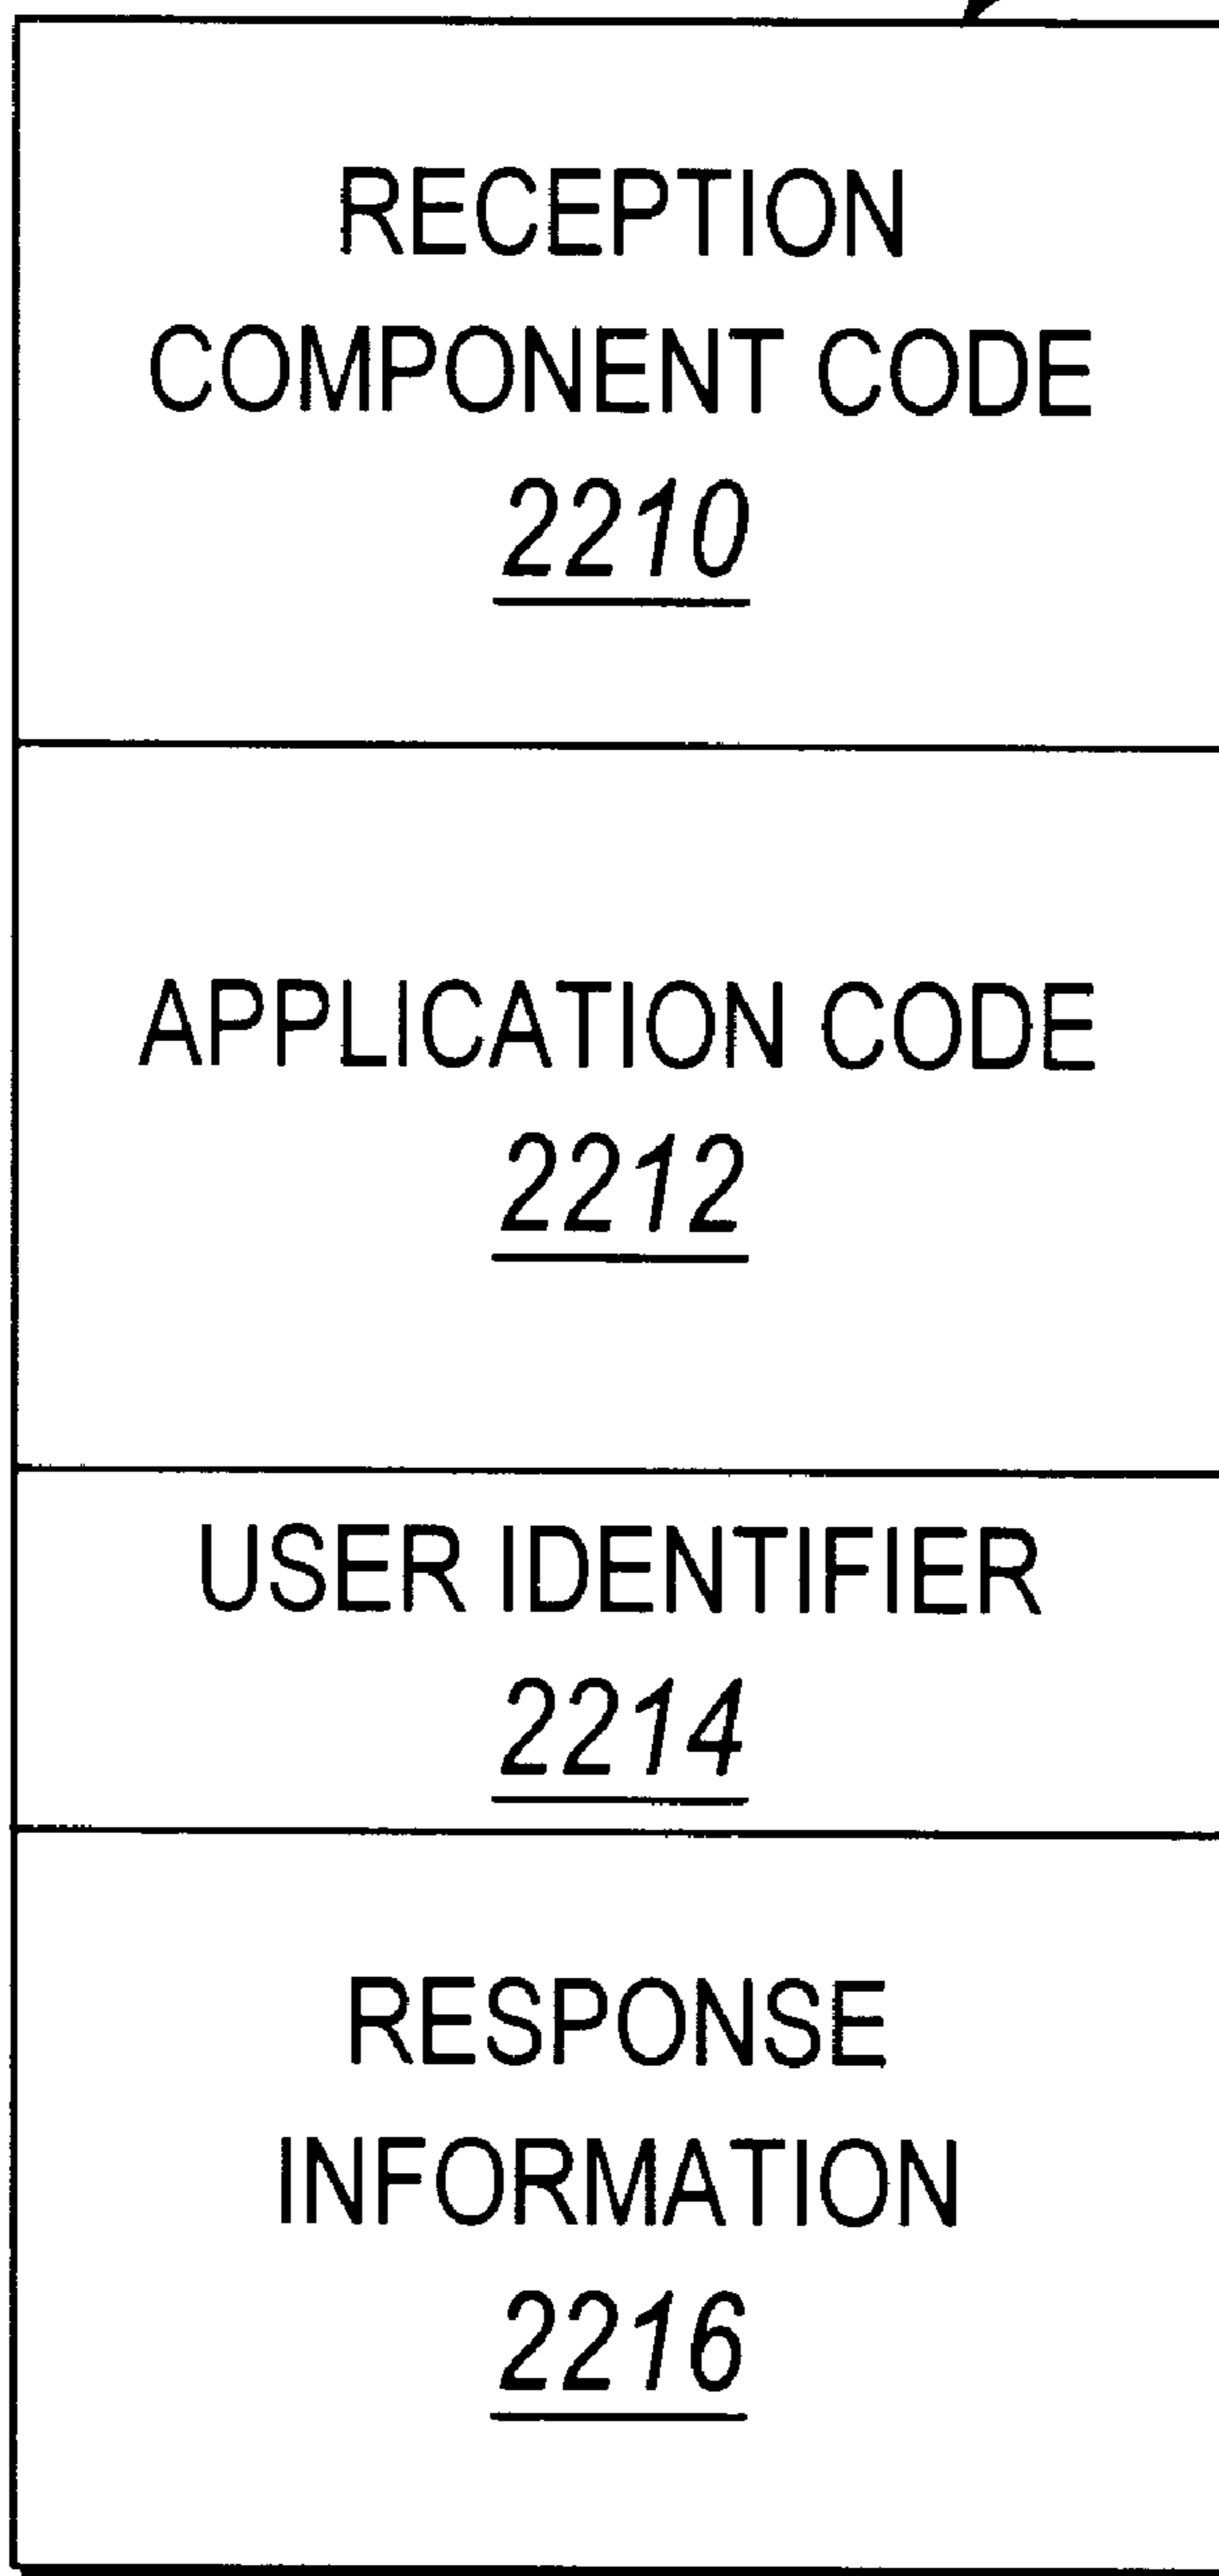 RECEPTION
COMPONENT CODE
2210
APPLICATION CODE
2212
USER IDENTIFIER
2214
RESPONSE
INFORMATION
2216